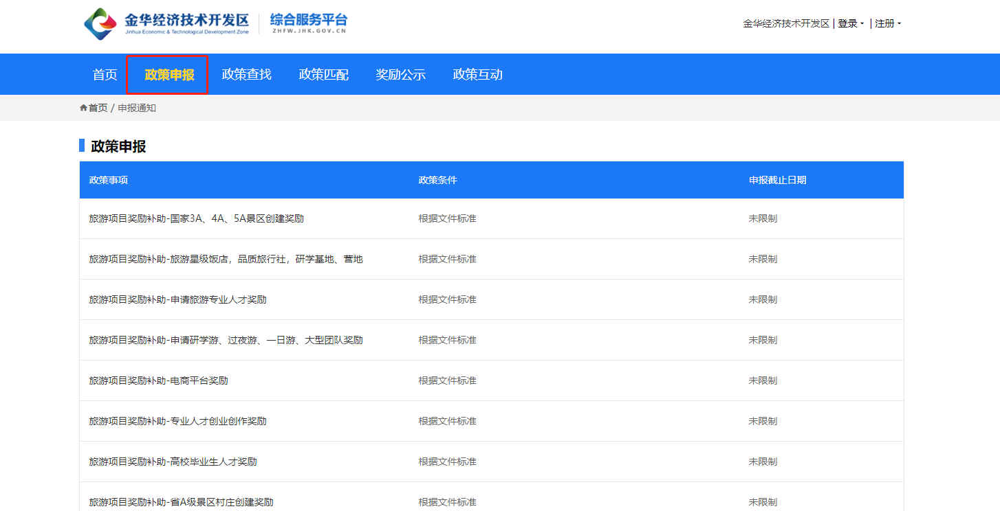 金华经济技术开发区
Jinhua Economic & Technological Development Zone
综合服务平台
ZHFW.JHK.GOV.CN
金华经济技术开发区 | 登录 | 注册
首页 政策申报 政策查找 政策匹配 奖励公示 政策互动
首页 / 申报通知
政策申报
政策事项 政策条件 申报截止日期
旅游项目奖励补助-国家3A、4A、5A景区创建奖励 根据文件标准 未限制
旅游项目奖励补助-旅游星级饭店，品质旅行社，研学基地、营地 根据文件标准 未限制
旅游项目奖励补助-申请旅游专业人才奖励 根据文件标准 未限制
旅游项目奖励补助-申请研学游、过夜游、一日游、大型团队奖励 根据文件标准 未限制
旅游项目奖励补助-电商平台奖励 根据文件标准 未限制
旅游项目奖励补助-专业人才创业创作奖励 根据文件标准 未限制
旅游项目奖励补助-高校毕业生人才奖励 根据文件标准 未限制
旅游项目奖励补助-省A级景区村庄创建奖励 根据文件标准 未限制